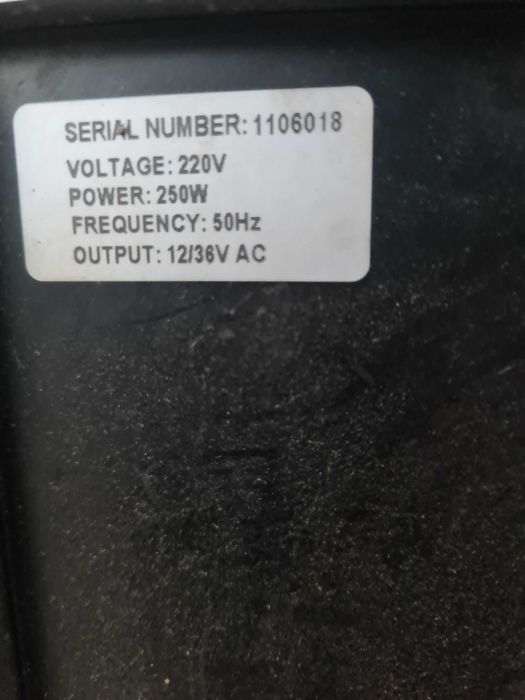 SERIAL NUMBER: 1106018
VOLTAGE: 220V
POWER: 250W
FREQUENCY: 50Hz
OUTPUT: 12/36V AC